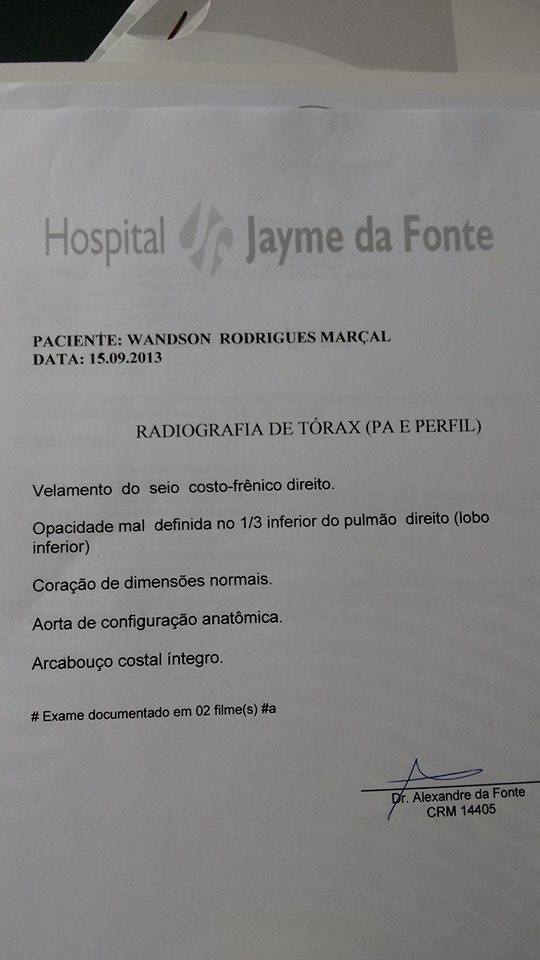 Hospital Jayme da Fonte
PACIENTE: WANDSON RODRIGUES MARÇAL
DATA: 15.09.2013
RADIOGRAFIA DE TÓRAX (PA E PERFIL)
Velamento do seio costo-frênico direito.
Opacidade mal definida no 1/3 inferior do pulmão direito (lobo
inferior)
Coração de dimensões normais.
Aorta de configuração anatômica.
Arcabouço costal íntegro.
# Exame documentado em 02 filme(s) #a
Dr. Alexandre da Fonte
CRM 14405